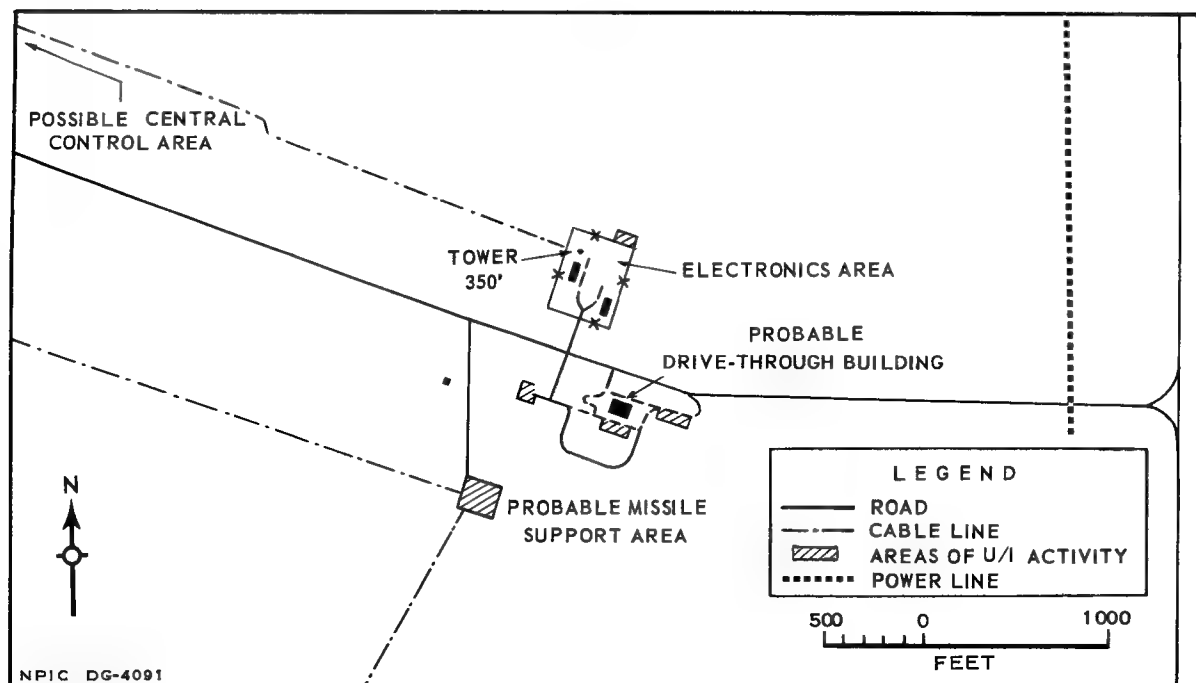 POSSIBLE CENTRAL
CONTROL AREA
TOWER
350'
ELECTRONICS AREA
PROBABLE
DRIVE-THROUGH BUILDING
PROBABLE MISSILE
SUPPORT AREA
N
LEGEND
ROAD
CABLE LINE
AREAS OF U/I ACTIVITY
POWER LINE
500 0 1000
FEET
NPIC DG-4091